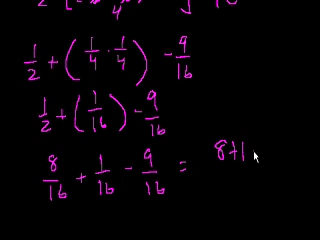 1/2 + (1/4 · 1/4) - 9/16
1/2 + (1/16) - 9/16
8/16 + 1/16 - 9/16 = 8+1